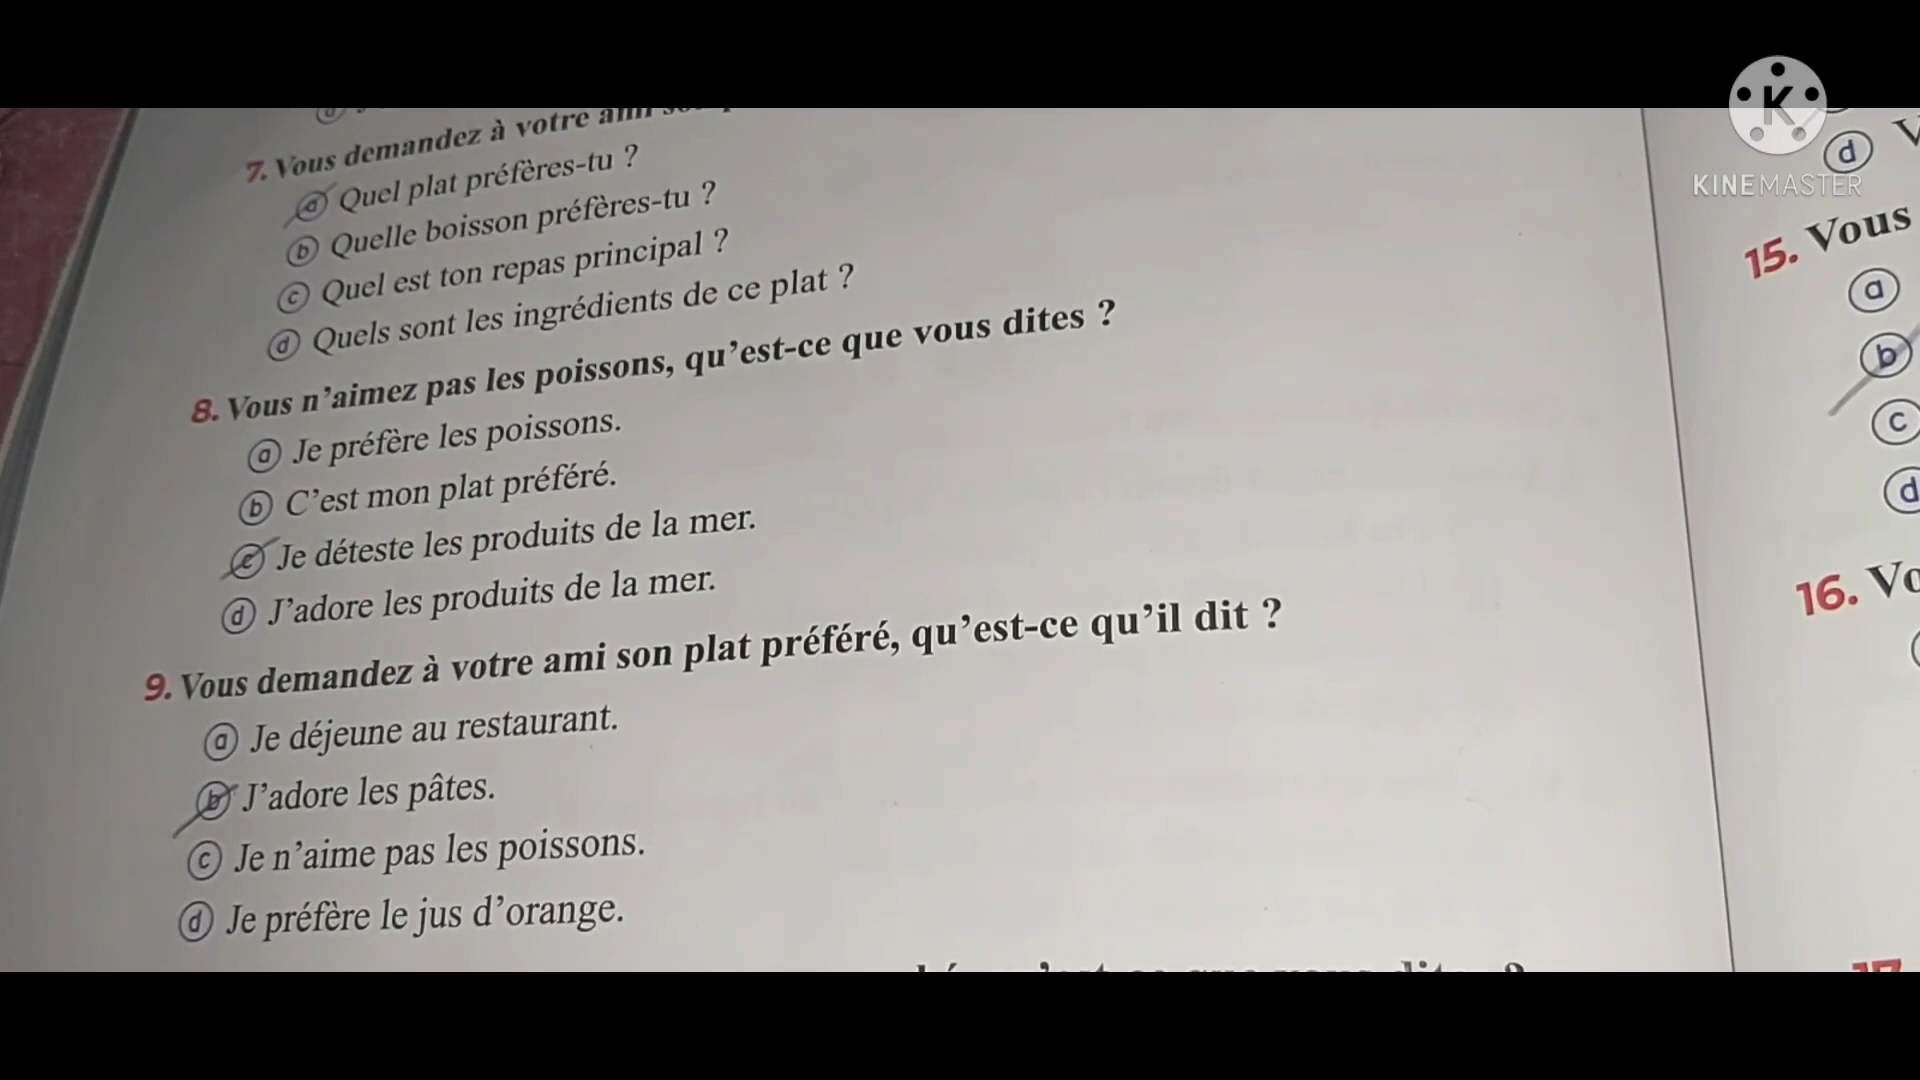 7. Vous demandez à votre ami
ⓐ Quel plat préfères-tu ?
ⓑ Quelle boisson préfères-tu ?
ⓒ Quel est ton repas principal ?
ⓓ Quels sont les ingrédients de ce plat ?
8. Vous n'aimez pas les poissons, qu'est-ce que vous dites ?
ⓐ Je préfère les poissons.
ⓑ C'est mon plat préféré.
ⓒ Je déteste les produits de la mer.
ⓓ J'adore les produits de la mer.
9. Vous demandez à votre ami son plat préféré, qu'est-ce qu'il dit ?
ⓐ Je déjeune au restaurant.
ⓑ J'adore les pâtes.
ⓒ Je n'aime pas les poissons.
ⓓ Je préfère le jus d'orange.
K
KINEMASTER
ⓓ
15. Vous
ⓐ
ⓑ
ⓒ
ⓓ
16.